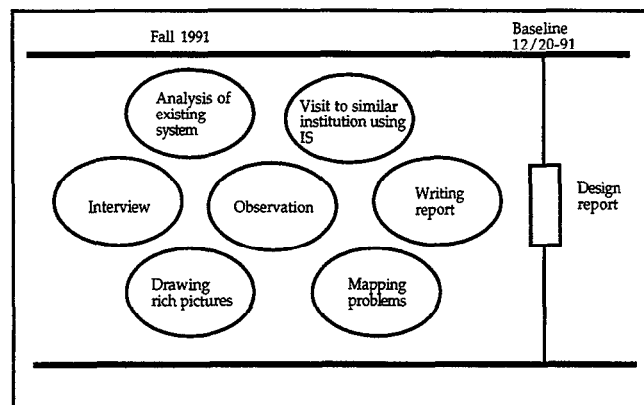 Fall 1991
Baseline
12/20-91
Analysis of
existing
system
Visit to similar
institution using
IS
Interview
Observation
Writing
report
Design
report
Drawing
rich pictures
Mapping
problems